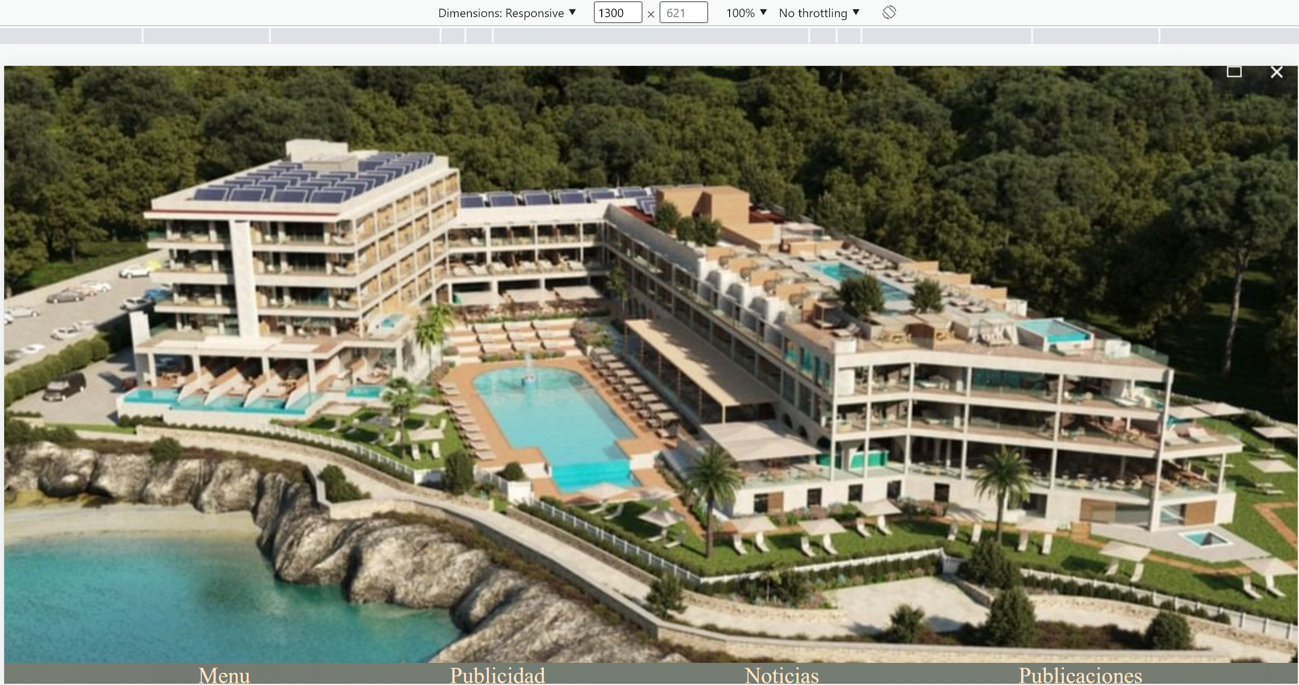 Dimensions: Responsive ▼ 1300 × 621 100% ▼ No throttling ▼
Menu Publicidad Noticias Publicaciones